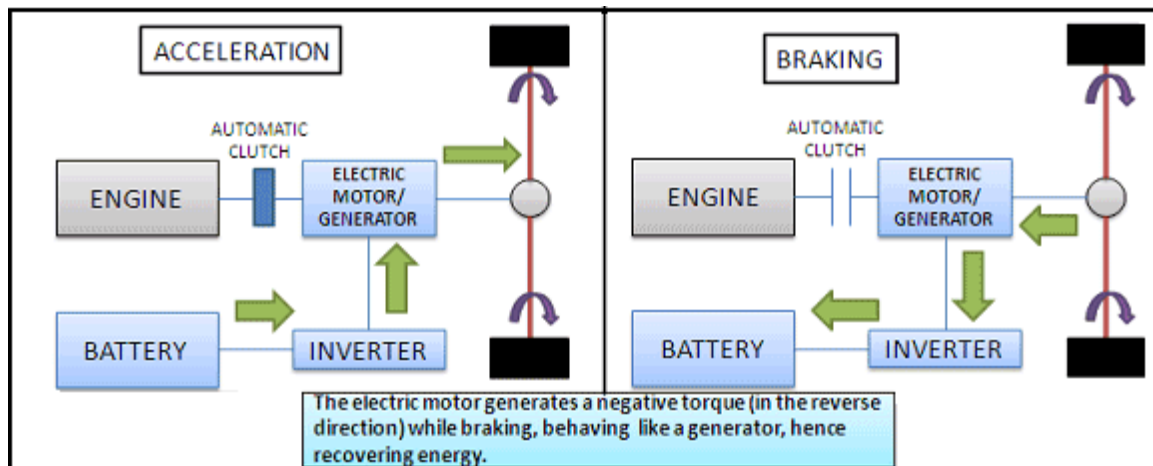 ACCELERATION
AUTOMATIC
CLUTCH
ENGINE
ELECTRIC
MOTOR/
GENERATOR
BATTERY
INVERTER
BRAKING
AUTOMATIC
CLUTCH
ENGINE
ELECTRIC
MOTOR/
GENERATOR
BATTERY
INVERTER
The electric motor generates a negative torque (in the reverse
direction) while braking, behaving like a generator, hence
recovering energy.